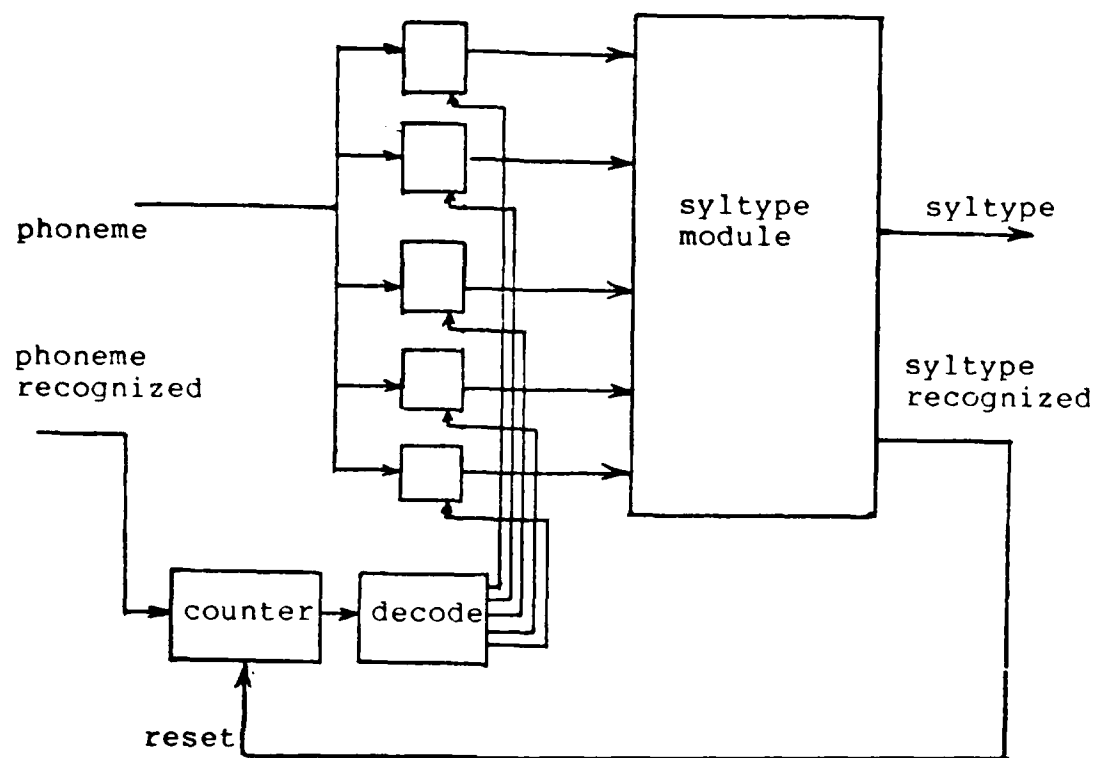 phoneme
phoneme
recognized
syltype
module
syltype
syltype
recognized
counter
decode
reset